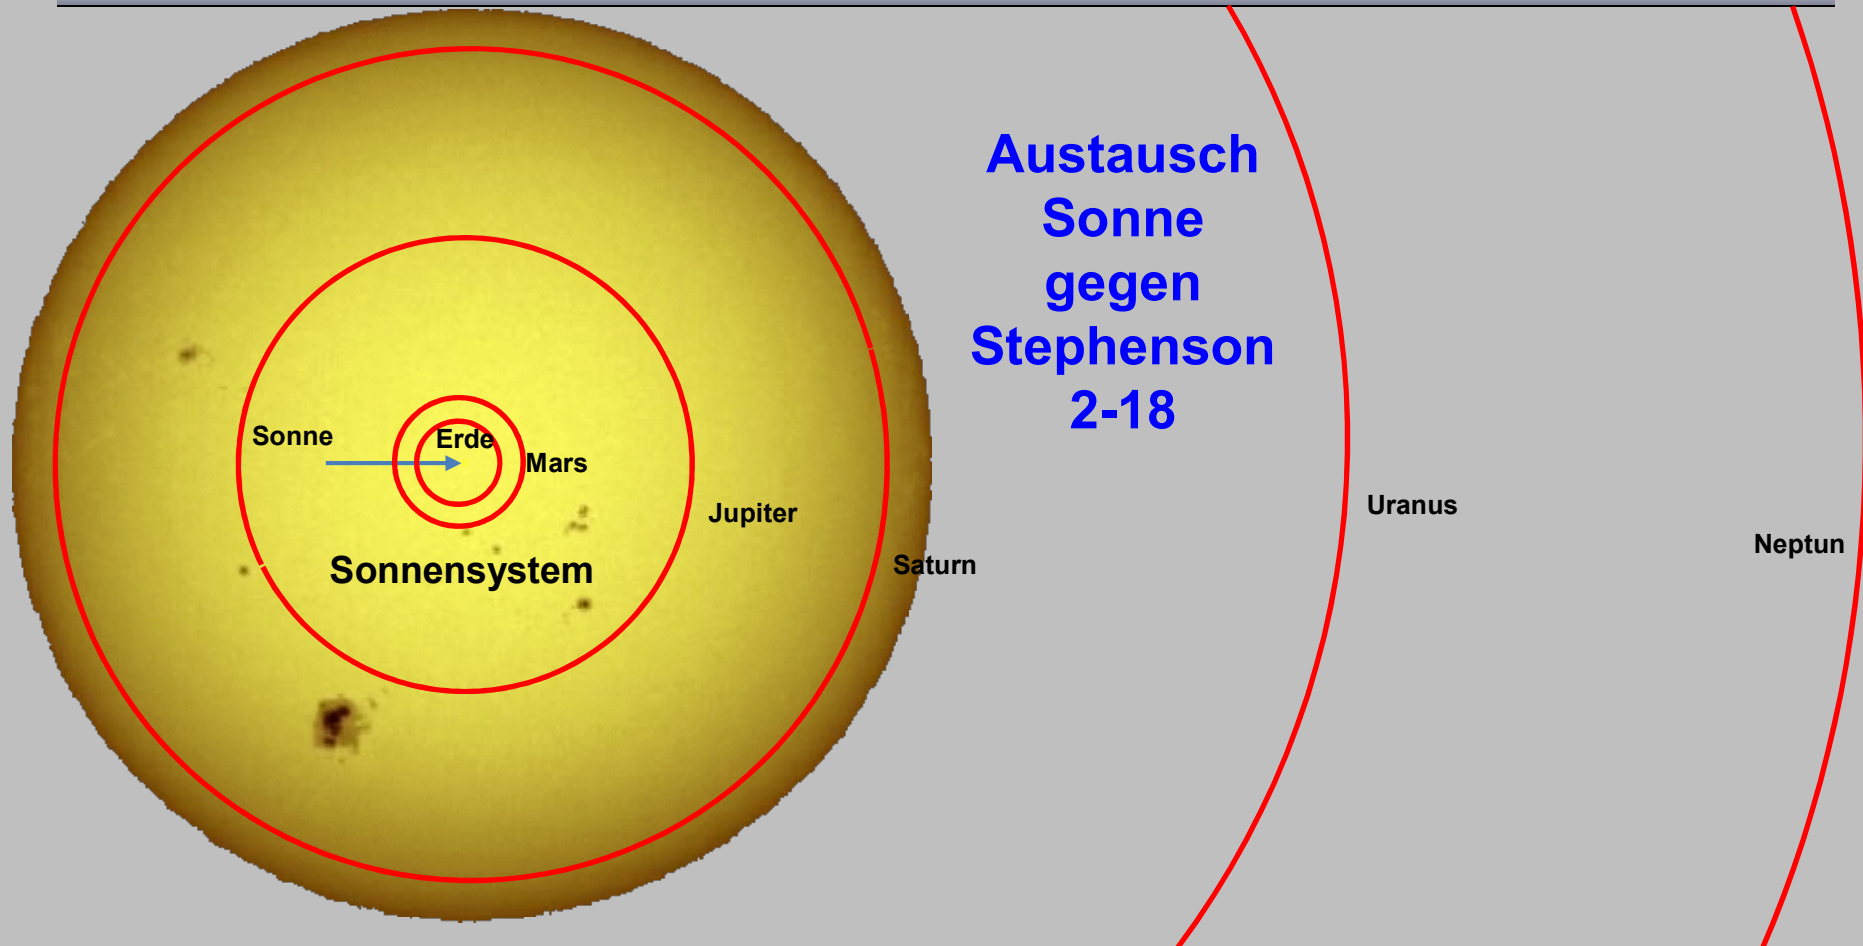 Austausch
Sonne
gegen
Stephenson
2-18
Sonne
Erde
Mars
Jupiter
Uranus
Neptun
Saturn
Sonnensystem